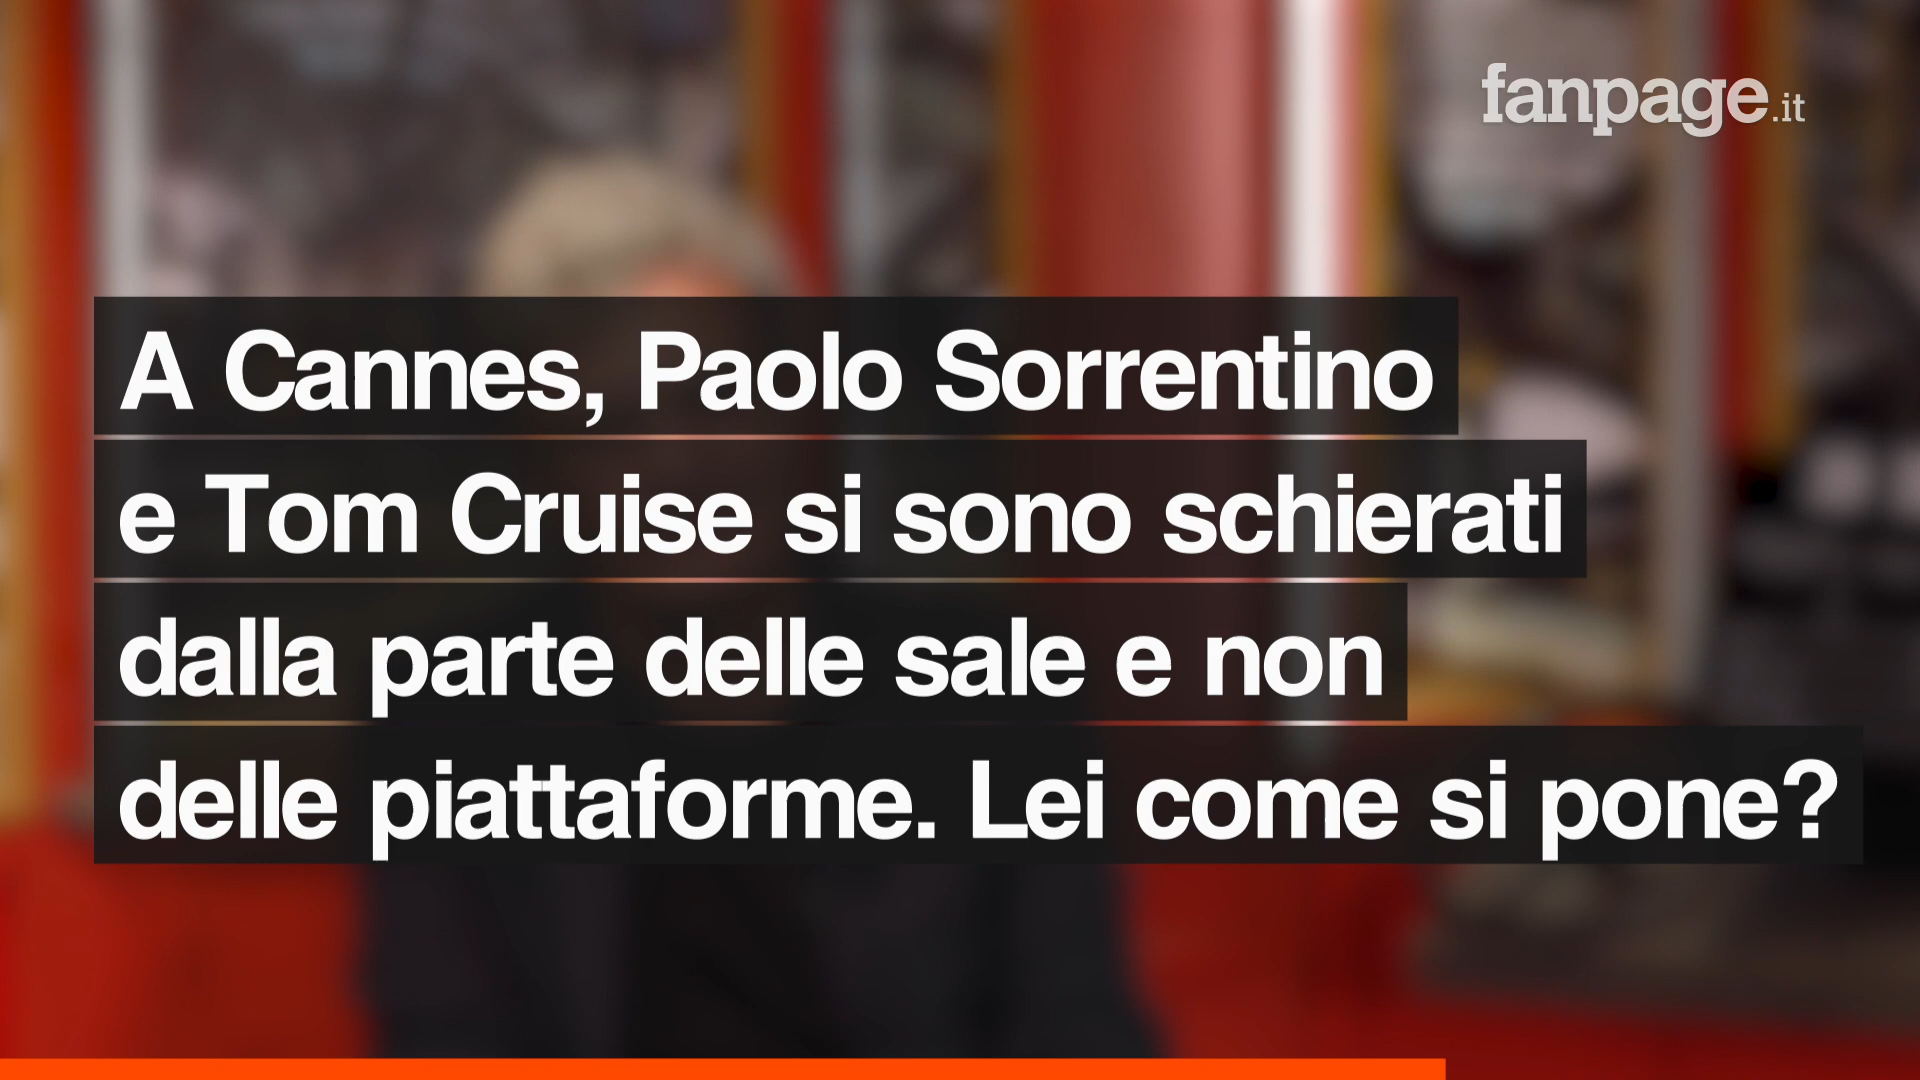 fanpage.it
A Cannes, Paolo Sorrentino
e Tom Cruise si sono schierati
dalla parte delle sale e non
delle piattaforme. Lei come si pone?